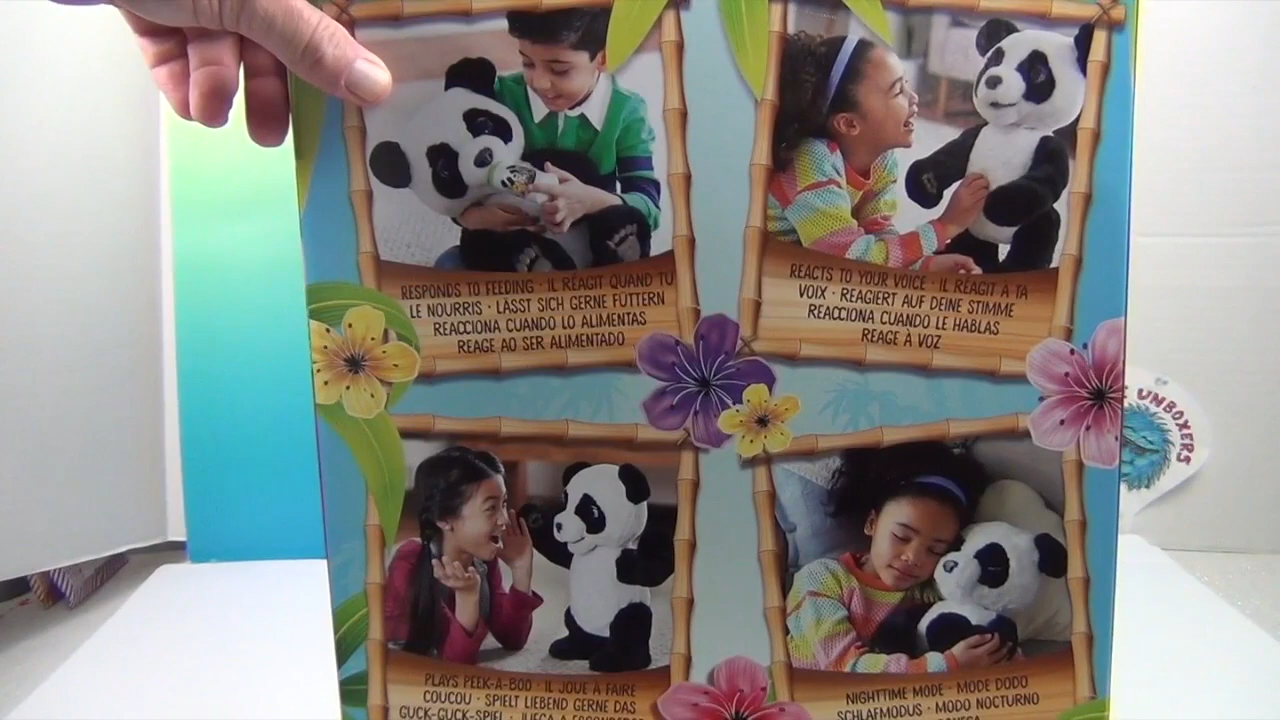 RESPONDS TO FEEDING · IL RÉAGIT QUAND TU
LE NOURRIS · LÄSST SICH GERNE FÜTTERN
REACCIONA CUANDO LO ALIMENTAS
REAGE AO SER ALIMENTADO
REACTS TO YOUR VOICE · IL RÉAGIT À TA
VOIX · REAGIERT AUF DEINE STIMME
REACCIONA CUANDO LE HABLAS
REAGE À VOZ
UNBOXERS
PLAYS PEEK-A-BOO · IL JOUE À FAIRE
COUCOU · SPIELT LIEBEND GERNE DAS
GUCK-GUCK-SPIEL · JUEGA A
NIGHTTIME MODE · MODE DODO
SCHLAFMODUS · MODO NOCTURNO